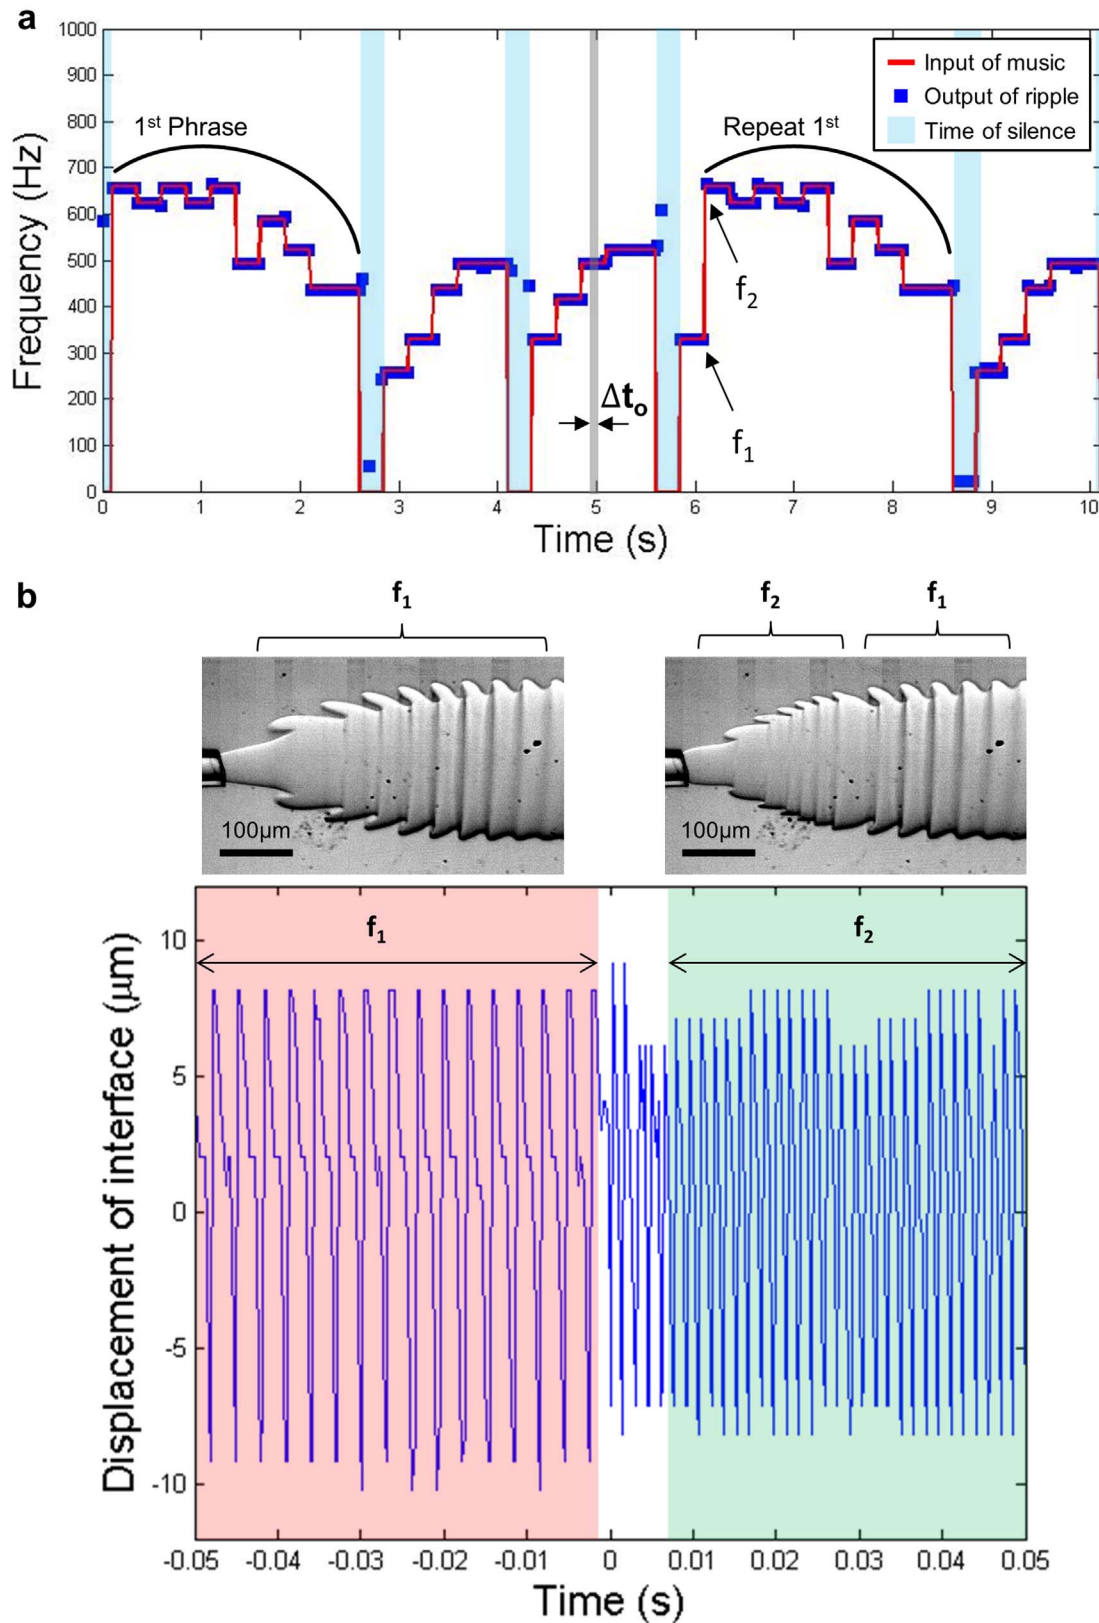 a
1000
900
800
700
600
500
400
300
200
100
0
Frequency (Hz)
1st Phrase
Repeat 1st
Input of music
Output of ripple
Time of silence
f2
f1
Δto
0 1 2 3 4 5 6 7 8 9 10
Time (s)
b
f1
f2 f1
100μm
100μm
f1
f2
10
5
0
-5
-10
Displacement of interface (μm)
-0.05 -0.04 -0.03 -0.02 -0.01 0 0.01 0.02 0.03 0.04 0.05
Time (s)